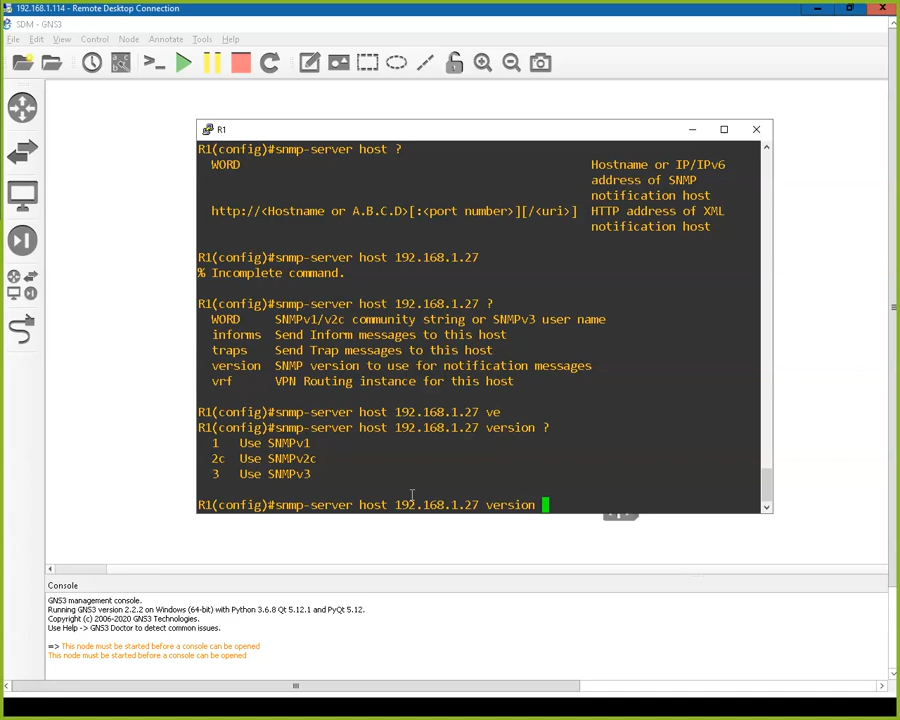 192.168.1.114 - Remote Desktop Connection
SDM - GNS3
File Edit View Control Node Annotate Tools Help
R1
R1(config)#snmp-server host ?
WORD Hostname or IP/IPv6
address of SNMP
notification host
http://<Hostname or A.B.C.D>[:<port number>][/<uri>] HTTP address of XML
notification host
R1(config)#snmp-server host 192.168.1.27
% Incomplete command.
R1(config)#snmp-server host 192.168.1.27 ?
WORD SNMPv1/v2c community string or SNMPv3 user name
informs Send Inform messages to this host
traps Send Trap messages to this host
version SNMP version to use for notification messages
vrf VPN Routing instance for this host
R1(config)#snmp-server host 192.168.1.27 ve
R1(config)#snmp-server host 192.168.1.27 version ?
1 Use SNMPv1
2c Use SNMPv2c
3 Use SNMPv3
R1(config)#snmp-server host 192.168.1.27 version
Console
GNS3 management console.
Running GNS3 version 2.2.2 on Windows (64-bit) with Python 3.6.8 Qt 5.12.1 and PyQt 5.12.
Copyright (c) 2006-2020 GNS3 Technologies.
Use Help -> GNS3 Doctor to detect common issues.
=> This node must be started before a console can be opened
This node must be started before a console can be opened